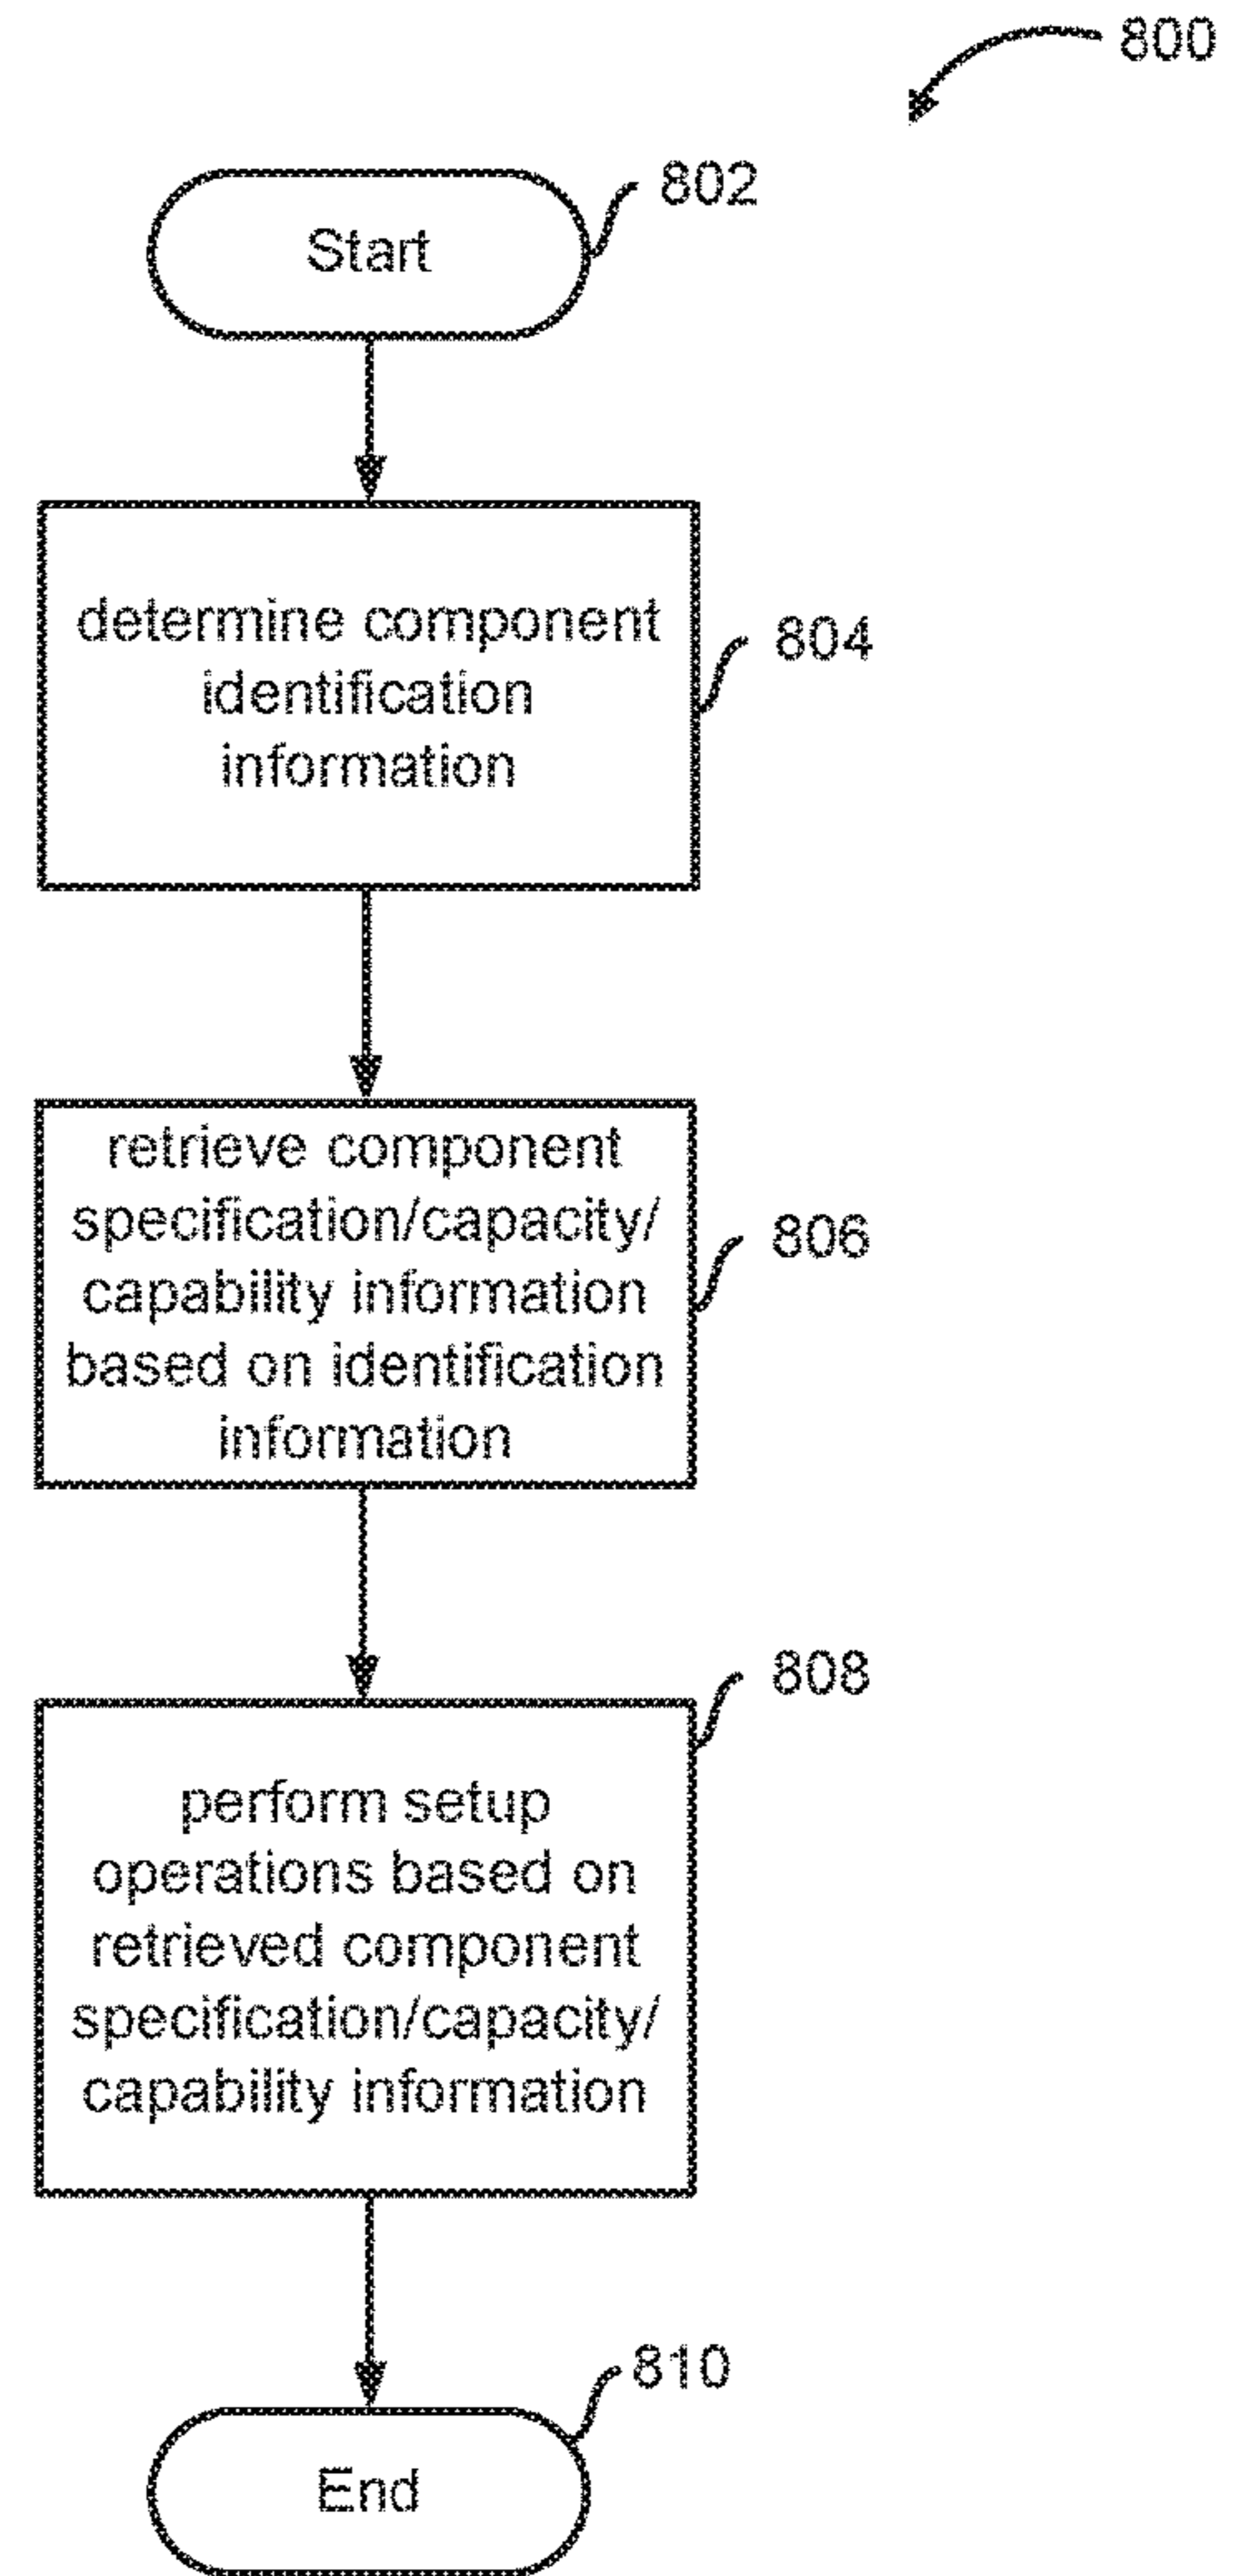 800
802
Start
determine component
identification
information
804
retrieve component
specification/capacity/
capability information
based on identification
information
806
808
perform setup
operations based on
retrieved component
specification/capacity/
capability information
810
End